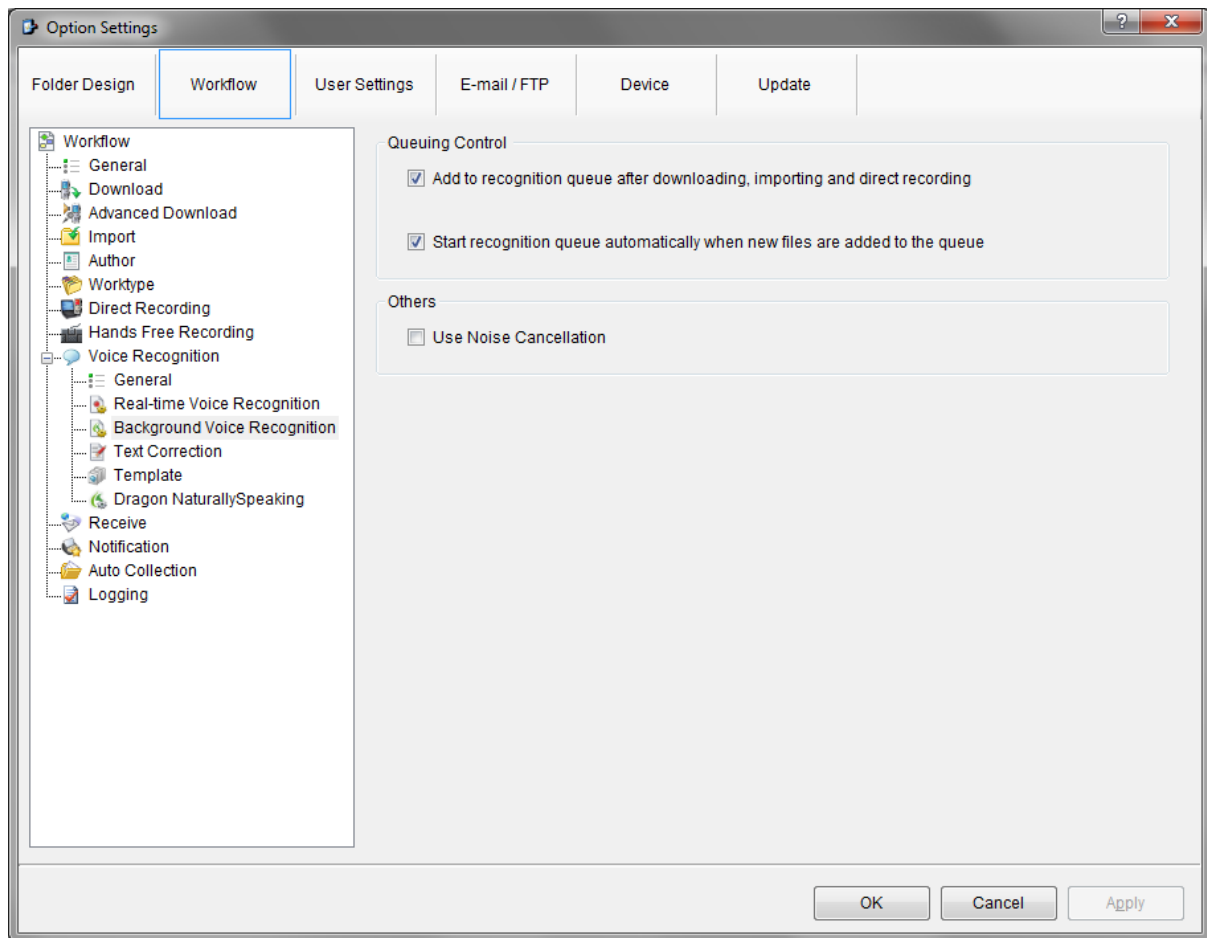 Option Settings
?
X
Folder Design
Workflow
User Settings
E-mail / FTP
Device
Update
Workflow
General
Download
Advanced Download
Import
Author
Worktype
Direct Recording
Hands Free Recording
Voice Recognition
General
Real-time Voice Recognition
Background Voice Recognition
Text Correction
Template
Dragon NaturallySpeaking
Receive
Notification
Auto Collection
Logging
Queuing Control
Add to recognition queue after downloading, importing and direct recording
Start recognition queue automatically when new files are added to the queue
Others
Use Noise Cancellation
OK
Cancel
Apply